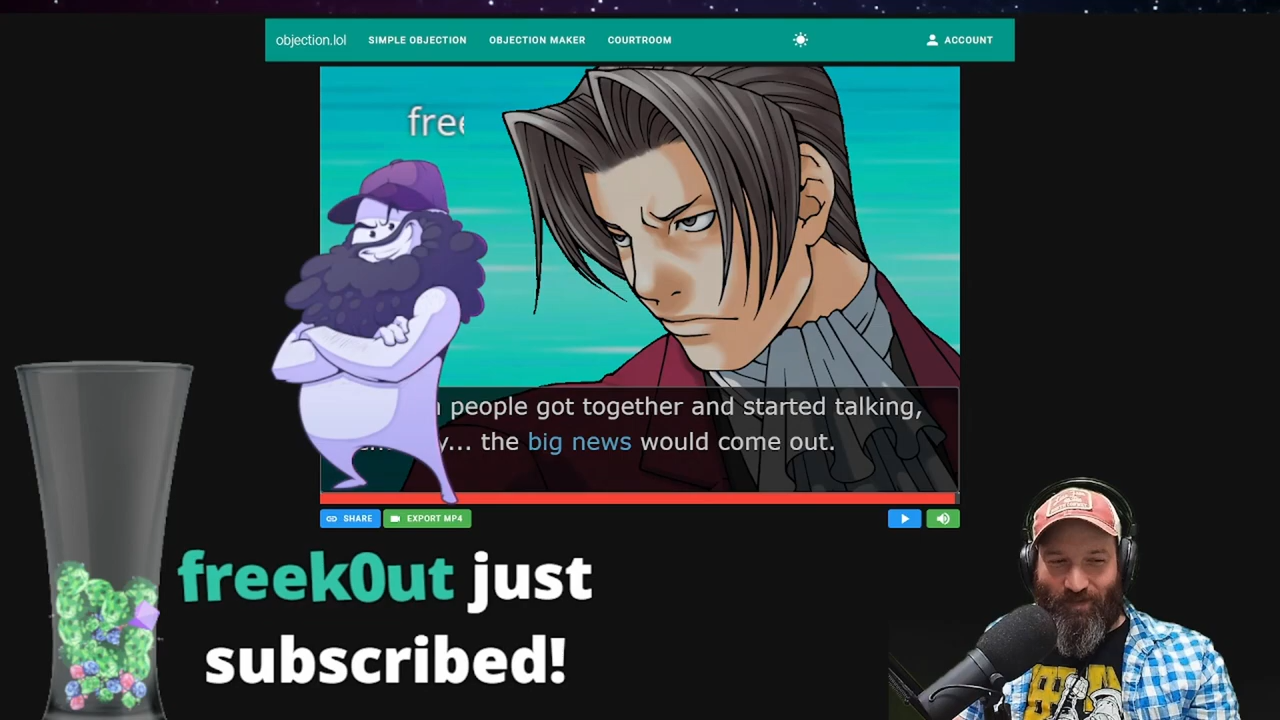 objection.lol SIMPLE OBJECTION OBJECTION MAKER COURTROOM ACCOUNT
free
people got together and started talking,
the big news would come out.
SHARE EXPORT MP4
freek0ut just
subscribed!